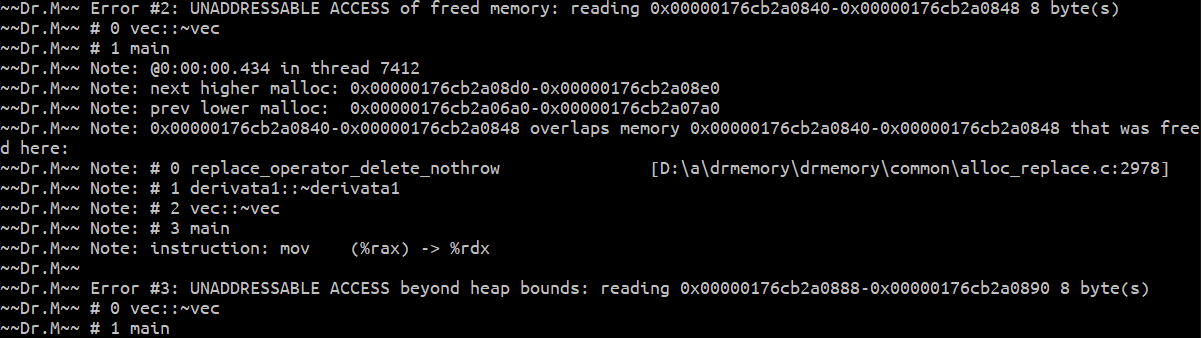 ~~Dr.M~~ Error #2: UNADDRESSABLE ACCESS of freed memory: reading 0x00000176cb2a0840-0x00000176cb2a0848 8 byte(s)
~~Dr.M~~ # 0 vec::~vec
~~Dr.M~~ # 1 main
~~Dr.M~~ Note: @0:00:00.434 in thread 7412
~~Dr.M~~ Note: next higher malloc: 0x00000176cb2a08d0-0x00000176cb2a08e0
~~Dr.M~~ Note: prev lower malloc:  0x00000176cb2a06a0-0x00000176cb2a07a0
~~Dr.M~~ Note: 0x00000176cb2a0840-0x00000176cb2a0848 overlaps memory 0x00000176cb2a0840-0x00000176cb2a0848 that was free
d here:
~~Dr.M~~ Note: # 0 replace_operator_delete_nothrow               [D:\a\drmemory\drmemory\common\alloc_replace.c:2978]
~~Dr.M~~ Note: # 1 derivata1::~derivata1
~~Dr.M~~ Note: # 2 vec::~vec
~~Dr.M~~ Note: # 3 main
~~Dr.M~~ Note: instruction: mov    (%rax) -> %rdx
~~Dr.M~~
~~Dr.M~~ Error #3: UNADDRESSABLE ACCESS beyond heap bounds: reading 0x00000176cb2a0888-0x00000176cb2a0890 8 byte(s)
~~Dr.M~~ # 0 vec::~vec
~~Dr.M~~ # 1 main